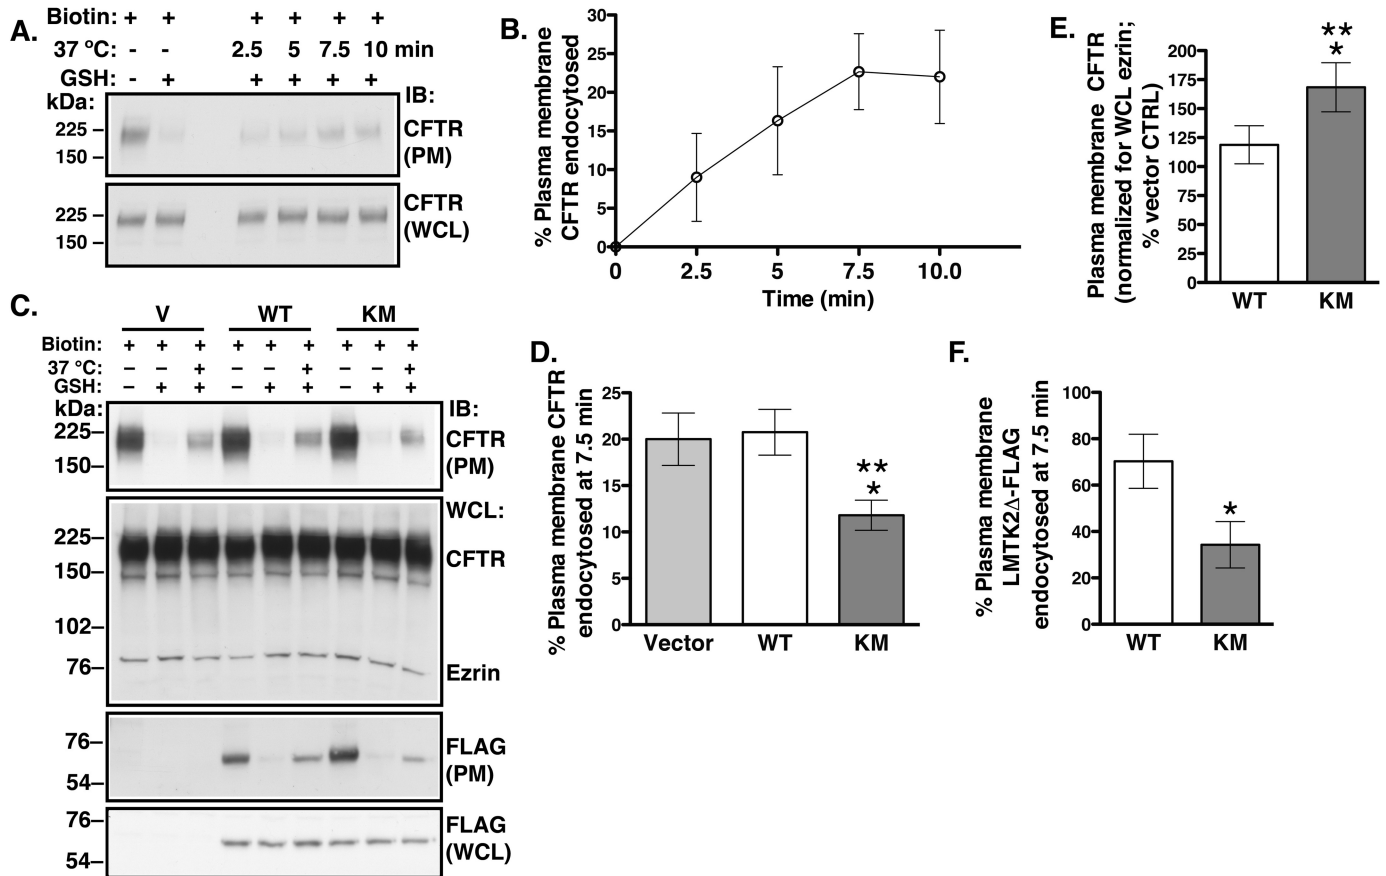 A.
Biotin: + + + + + +
37 °C: - - 2.5 5 7.5 10 min
GSH: - + + + + +
kDa:
IB:
225 –
150 –
CFTR
(PM)
225 –
150 –
CFTR
(WCL)
B.
% Plasma membrane
CFTR endocytosed
30
25
20
15
10
5
0
0 2.5 5 7.5 10.0
Time (min)
E.
Plasma membrane CFTR
(normalized for WCL ezrin;
% vector CTRL)
200
175
150
125
100
75
50
25
0
**
*
WT KM
C.
V WT KM
Biotin: + + + + + + + + +
37 °C: – – + – – + – – +
GSH: – + + – + + – + +
kDa:
IB:
225–
150–
CFTR
(PM)
WCL:
225–
150–
102–
76–
CFTR
Ezrin
76–
54–
FLAG
(PM)
76–
54–
FLAG
(WCL)
D.
% Plasma membrane CFTR
endocytosed at 7.5 min
25
20
15
10
5
0
**
*
Vector WT KM
F.
% Plasma membrane
LMTK2Δ-FLAG
endocytosed at 7.5 min
100
80
60
40
20
0
*
WT KM